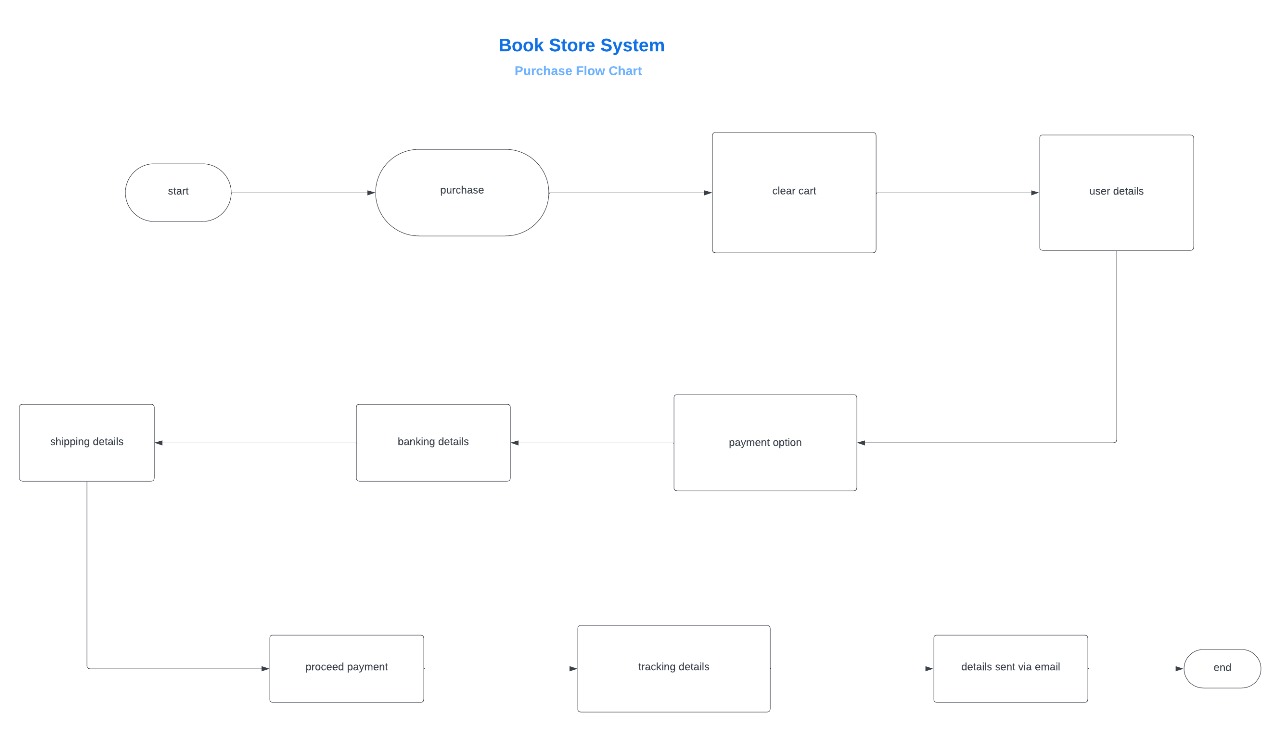 Book Store System
Purchase Flow Chart
start
purchase
clear cart
user details
shipping details
banking details
payment option
proceed payment
tracking details
details sent via email
end